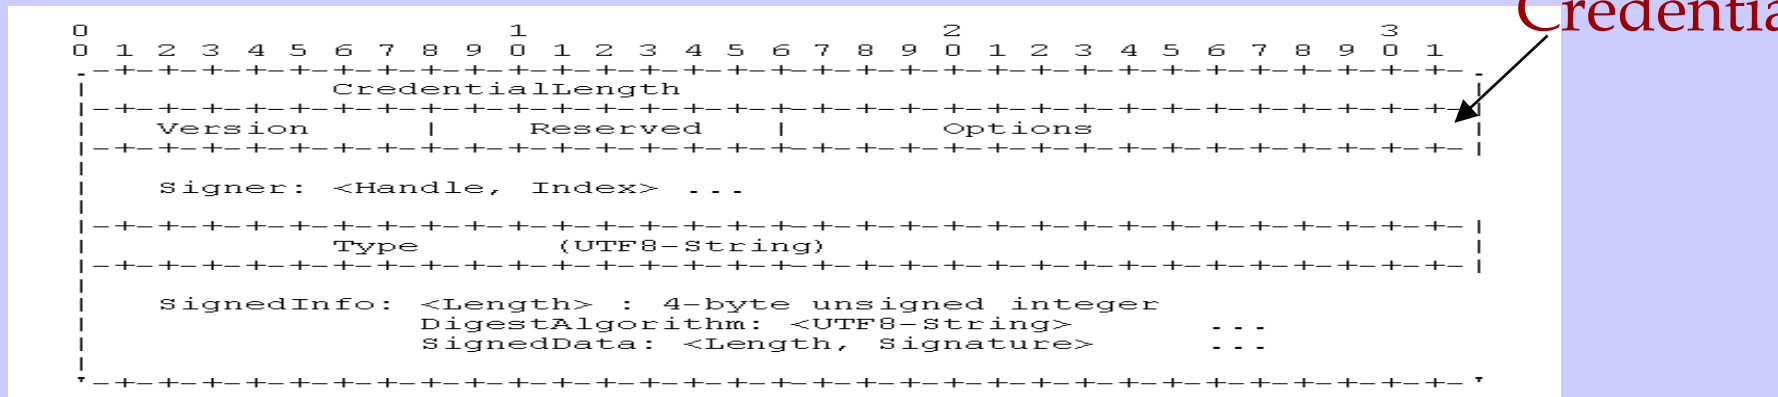 Credentia
0                   1                   2                   3
0 1 2 3 4 5 6 7 8 9 0 1 2 3 4 5 6 7 8 9 0 1 2 3 4 5 6 7 8 9 0 1
.-+-+-+-+-+-+-+-+-+-+-+-+-+-+-+-+-+-+-+-+-+-+-+-+-+-+-+-+-+-+-+-.
| CredentialLength |
|-+-+-+-+-+-+-+-+-+-+-+-+-+-+-+-+-+-+-+-+-+-+-+-+-+-+-+-+-+-+-+-|
| Version | Reserved | Options |
|-+-+-+-+-+-+-+-+-+-+-+-+-+-+-+-+-+-+-+-+-+-+-+-+-+-+-+-+-+-+-+-|
| Signer: <Handle, Index> ...
|-+-+-+-+-+-+-+-+-+-+-+-+-+-+-+-+-+-+-+-+-+-+-+-+-+-+-+-+-+-+-+-|
| Type (UTF8-String) |
|-+-+-+-+-+-+-+-+-+-+-+-+-+-+-+-+-+-+-+-+-+-+-+-+-+-+-+-+-+-+-+-|
| SignedInfo: <Length> : 4-byte unsigned integer
| DigestAlgorithm: <UTF8-String> ...
| SignedData: <Length, Signature> ...
'-+-+-+-+-+-+-+-+-+-+-+-+-+-+-+-+-+-+-+-+-+-+-+-+-+-+-+-+-+-+-+-'